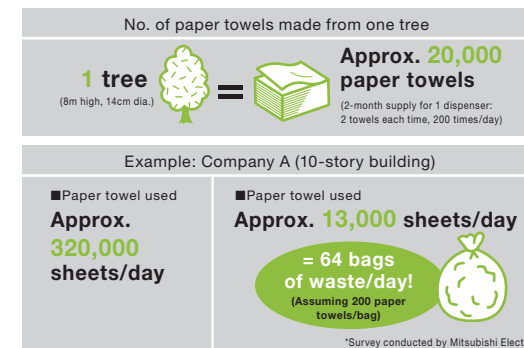 No. of paper towels made from one tree
1 tree
(8m high, 14cm dia.)
=
Approx. 20,000
paper towels
(2-month supply for 1 dispenser:
2 towels each time, 200 times/day)
Example: Company A (10-story building)
■Paper towel used
Approx.
320,000
sheets/day
■Paper towel used
Approx. 13,000 sheets/day
= 64 bags
of waste/day!
(Assuming 200 paper
towels/bag)
*Survey conducted by Mitsubishi Elect